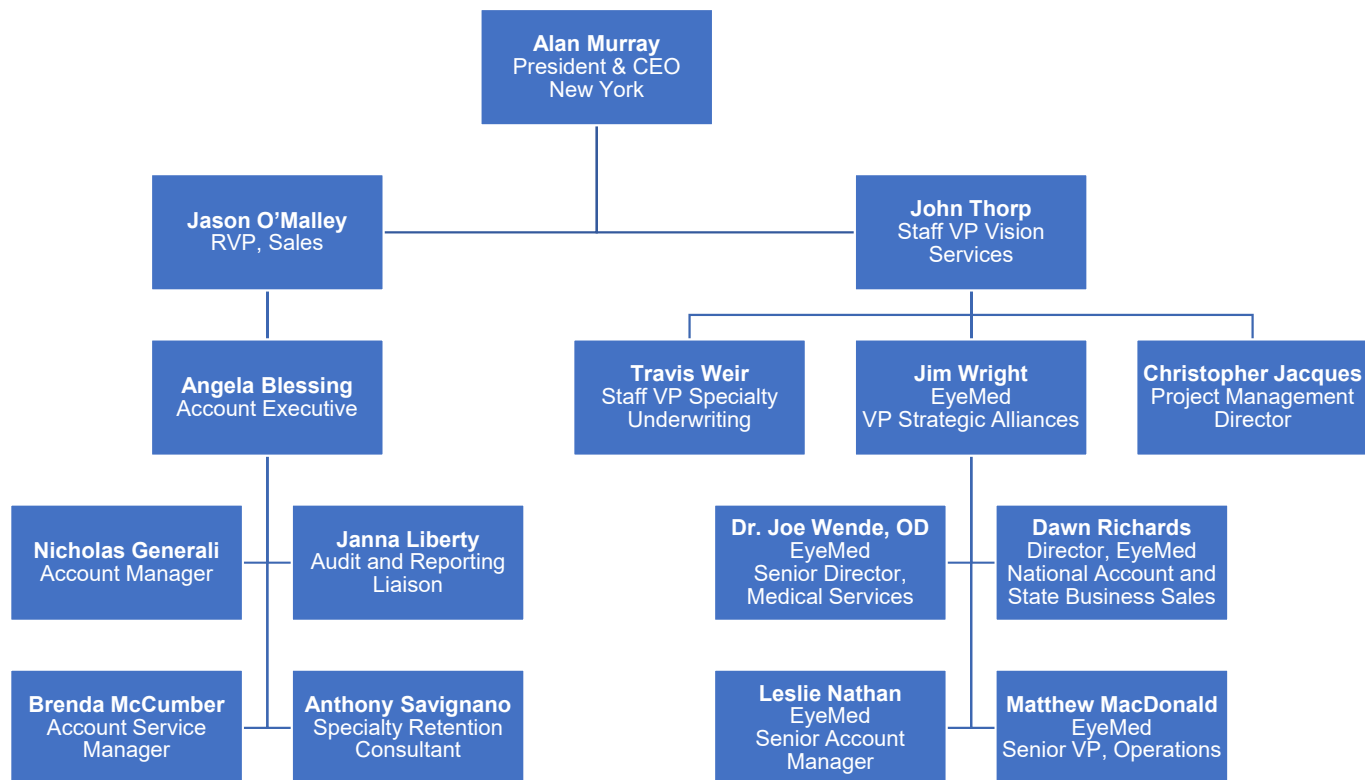 Alan Murray
President & CEO
New York
Jason O’Malley
RVP, Sales
John Thorp
Staff VP Vision
Services
Angela Blessing
Account Executive
Travis Weir
Staff VP Specialty
Underwriting
Jim Wright
EyeMed
VP Strategic Alliances
Christopher Jacques
Project Management
Director
Nicholas Generali
Account Manager
Janna Liberty
Audit and Reporting
Liaison
Dr. Joe Wende, OD
EyeMed
Senior Director,
Medical Services
Dawn Richards
Director, EyeMed
National Account and
State Business Sales
Brenda McCumber
Account Service
Manager
Anthony Savignano
Specialty Retention
Consultant
Leslie Nathan
EyeMed
Senior Account
Manager
Matthew MacDonald
EyeMed
Senior VP, Operations